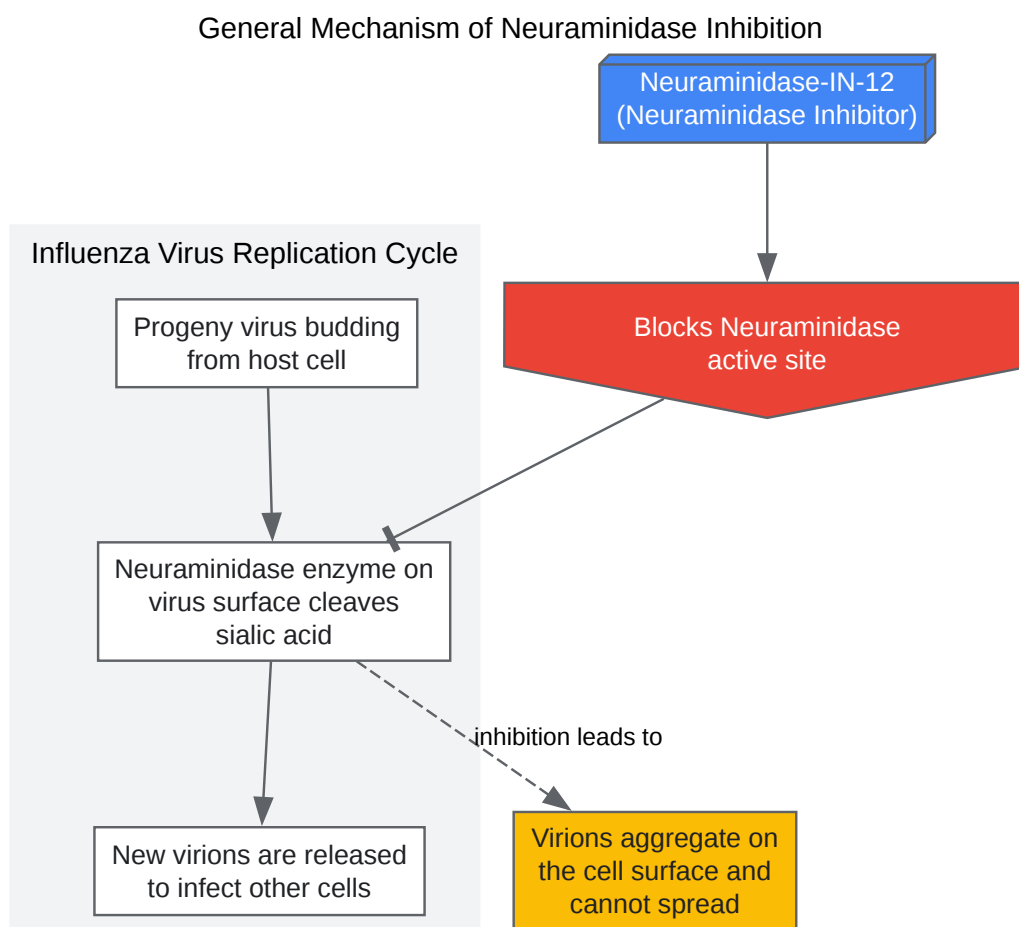 General Mechanism of Neuraminidase Inhibition
Neuraminidase-IN-12
(Neuraminidase Inhibitor)
Influenza Virus Replication Cycle
Progeny virus budding
from host cell
Blocks Neuraminidase
active site
Neuraminidase enzyme on
virus surface cleaves
sialic acid
inhibition leads to
New virions are released
to infect other cells
Virions aggregate on
the cell surface and
cannot spread